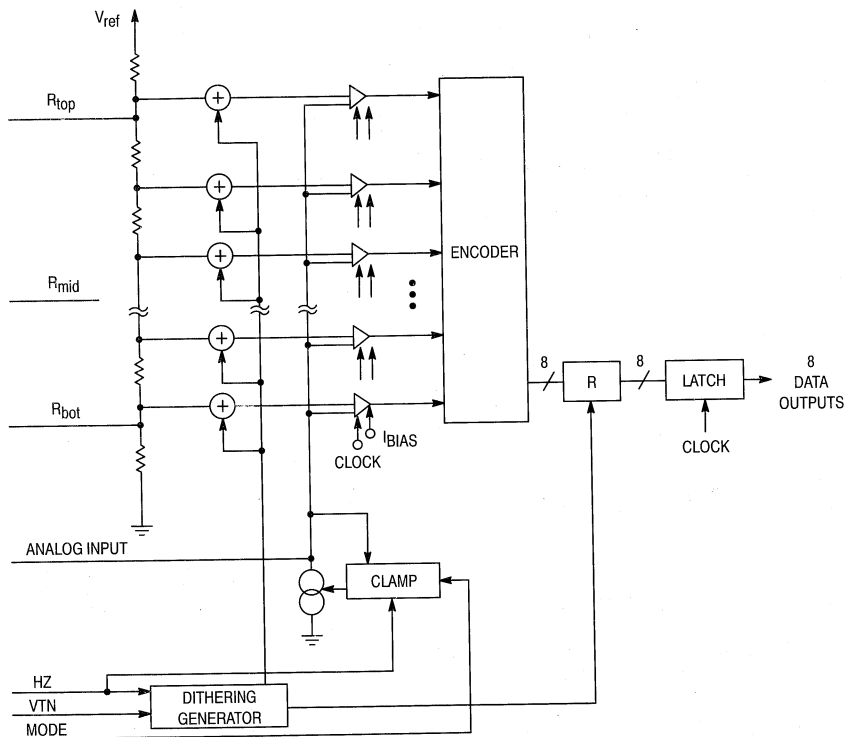 Vref
Rtop
+
+
+
Rmid
ENCODER
+
8
R
8
LATCH
8
DATA
OUTPUTS
Rbot
+
IBIAS
CLOCK
CLOCK
ANALOG INPUT
CLAMP
HZ
VTN
MODE
DITHERING
GENERATOR